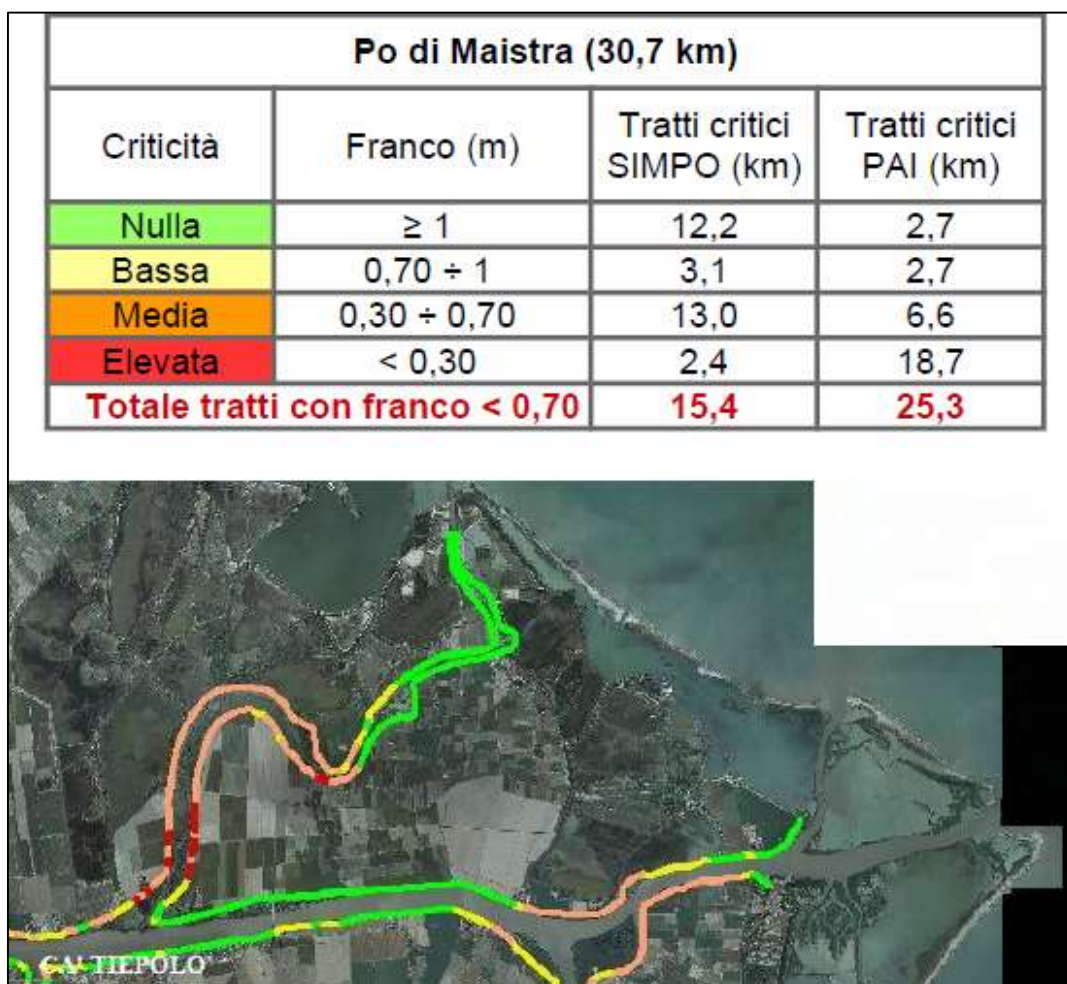 Po di Maistra (30,7 km)
Criticità Franco (m) Tratti critici SIMPO (km) Tratti critici PAI (km)
Nulla ≥ 1 12,2 2,7
Bassa 0,70 ÷ 1 3,1 2,7
Media 0,30 ÷ 0,70 13,0 6,6
Elevata < 0,30 2,4 18,7
Totale tratti con franco < 0,70 15,4 25,3
CA' TIEPOLO